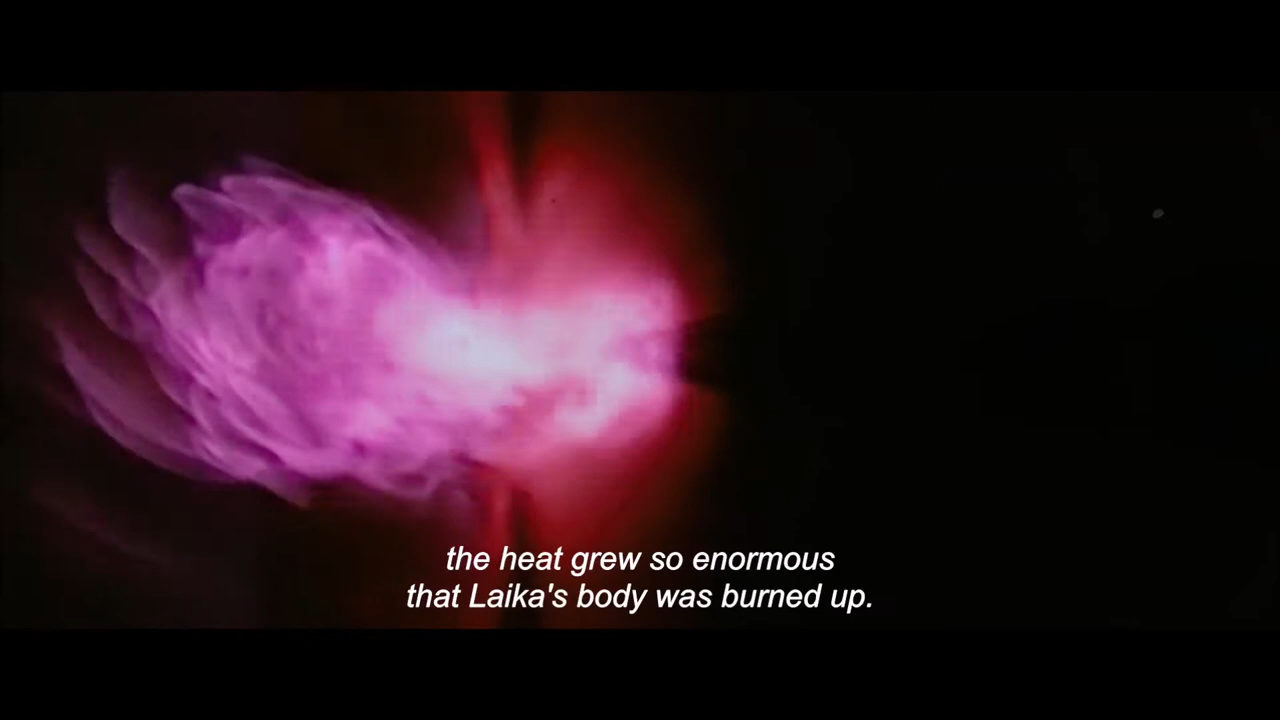 the heat grew so enormous
that Laika's body was burned up.